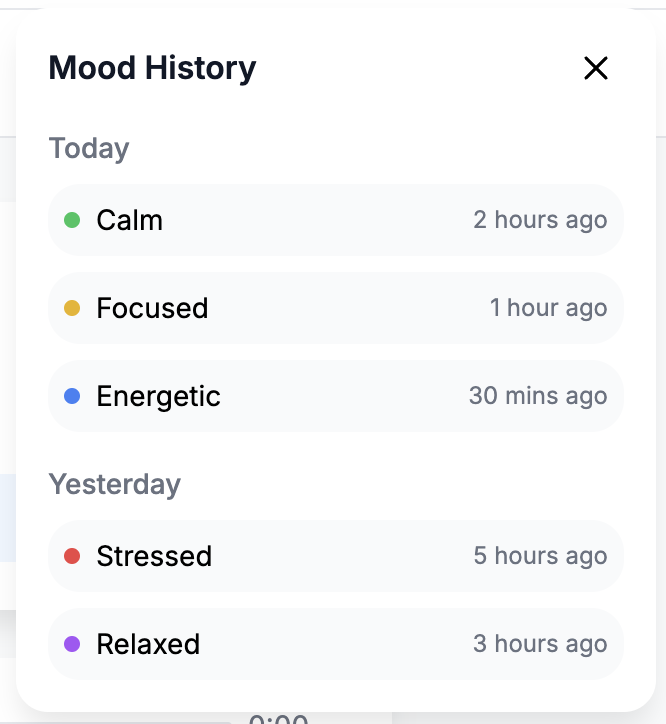 Mood History
Today
Calm 2 hours ago
Focused 1 hour ago
Energetic 30 mins ago
Yesterday
Stressed 5 hours ago
Relaxed 3 hours ago
0:00